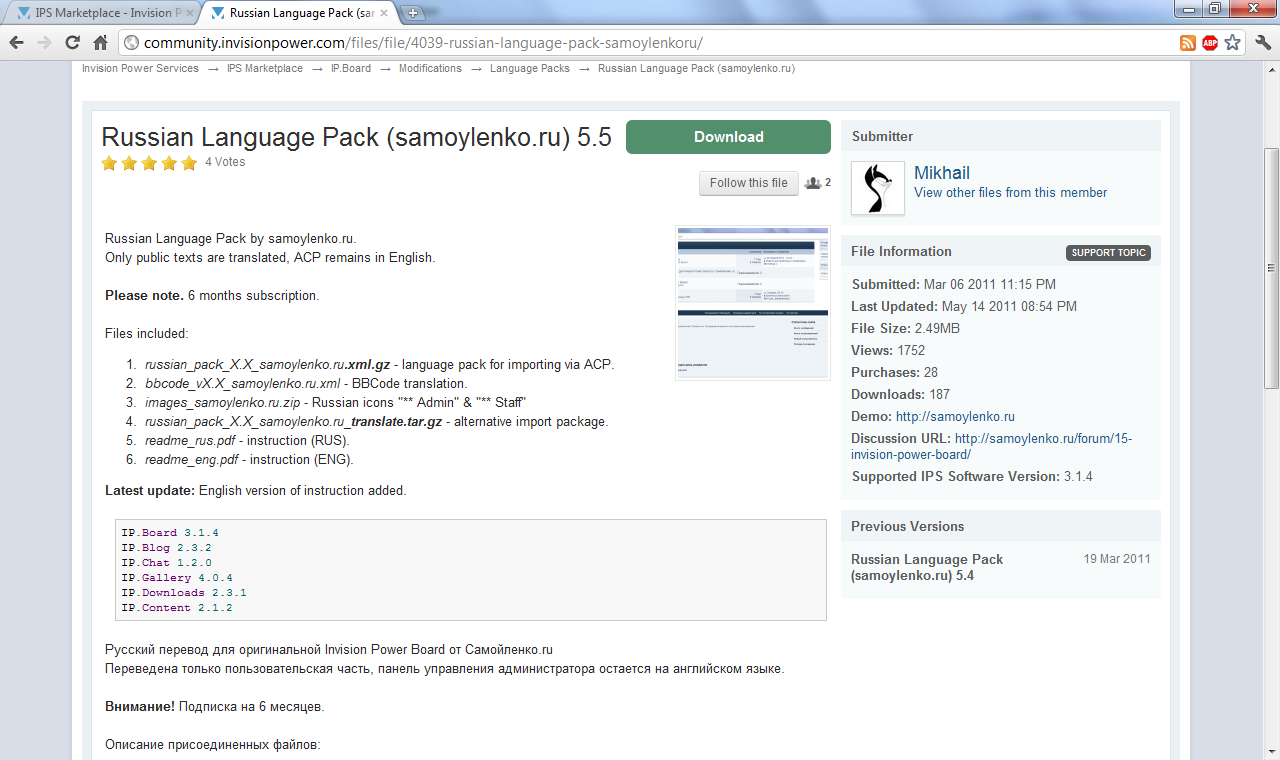 IPS Marketplace - Invision P
Russian Language Pack (sar
community.invisionpower.com/files/file/4039-russian-language-pack-samoylenkoru/
ABP
Invision Power Services → IPS Marketplace → IP.Board → Modifications → Language Packs → Russian Language Pack (samoylenko.ru)
Russian Language Pack (samoylenko.ru) 5.5
Download
4 Votes
Follow this file
2
Russian Language Pack by samoylenko.ru.
Only public texts are translated, ACP remains in English.
Please note. 6 months subscription.
Files included:
1. russian_pack_X.X_samoylenko.ru.xml.gz - language pack for importing via ACP.
2. bbcode_vX.X_samoylenko.ru.xml - BBCode translation.
3. images_samoylenko.ru.zip - Russian icons "** Admin" & "** Staff"
4. russian_pack_X.X_samoylenko.ru_translate.tar.gz - alternative import package.
5. readme_rus.pdf - instruction (RUS).
6. readme_eng.pdf - instruction (ENG).
Latest update: English version of instruction added.
IP.Board 3.1.4
IP.Blog 2.3.2
IP.Chat 1.2.0
IP.Gallery 4.0.4
IP.Downloads 2.3.1
IP.Content 2.1.2
Русский перевод для оригинальной Invision Power Board от Самойленко.ru
Переведена только пользовательская часть, панель управления администратора остается на английском языке.
Внимание! Подписка на 6 месяцев.
Описание присоединенных файлов:
Submitter
Mikhail
View other files from this member
File Information
SUPPORT TOPIC
Submitted: Mar 06 2011 11:15 PM
Last Updated: May 14 2011 08:54 PM
File Size: 2.49MB
Views: 1752
Purchases: 28
Downloads: 187
Demo: http://samoylenko.ru
Discussion URL: http://samoylenko.ru/forum/15-
invision-power-board/
Supported IPS Software Version: 3.1.4
Previous Versions
Russian Language Pack
(samoylenko.ru) 5.4
19 Mar 2011